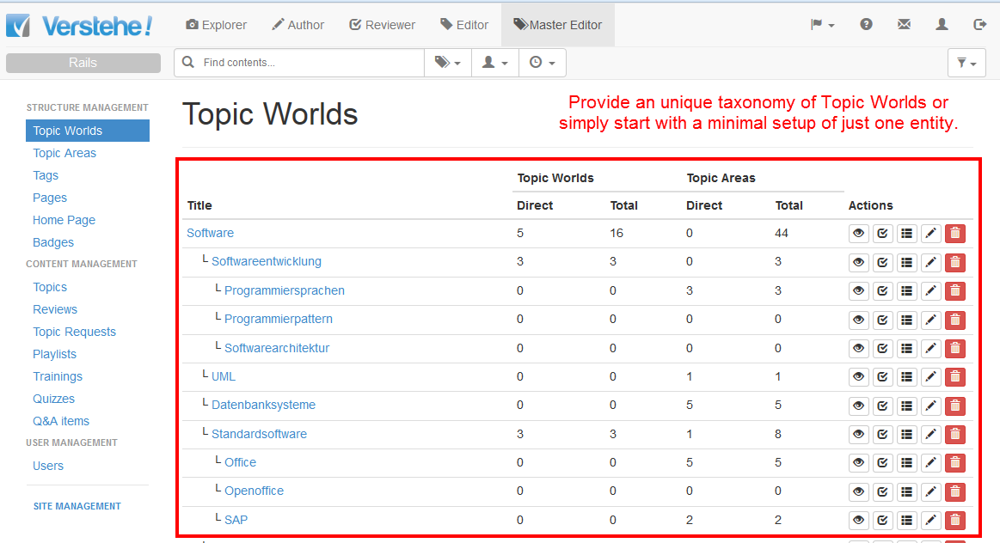 Verstehe!
Explorer Author Reviewer Editor Master Editor
Rails
Find contents...
STRUCTURE MANAGEMENT
Topic Worlds
Topic Areas
Tags
Pages
Home Page
Badges
CONTENT MANAGEMENT
Topics
Reviews
Topic Requests
Playlists
Trainings
Quizzes
Q&A items
USER MANAGEMENT
Users
SITE MANAGEMENT
Topic Worlds
Provide an unique taxonomy of Topic Worlds or
simply start with a minimal setup of just one entity.
Topic Worlds Topic Areas
Title Direct Total Direct Total Actions
Software 5 16 0 44
Softwareentwicklung 3 3 0 3
Programmiersprachen 0 0 3 3
Programmierpattern 0 0 0 0
Softwarearchitektur 0 0 0 0
UML 0 0 1 1
Datenbanksysteme 0 0 5 5
Standardsoftware 3 3 1 8
Office 0 0 5 5
Openoffice 0 0 0 0
SAP 0 0 2 2